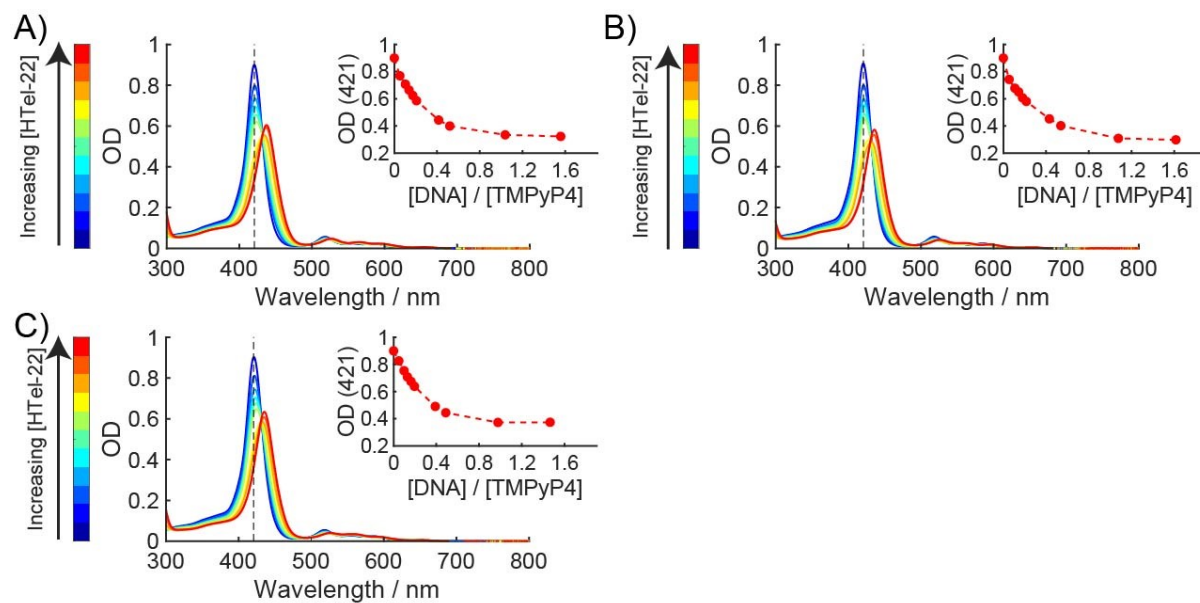 A)
Increasing [HTel-22]
OD
1
0.8
0.6
0.4
0.2
0
300 400 500 600 700 800
Wavelength / nm
OD (421)
1
0.8
0.6
0.4
0.2
0 0.4 0.8 1.2 1.6
[DNA] / [TMPyP4]
B)
Increasing [HTel-22]
OD
1
0.8
0.6
0.4
0.2
0
300 400 500 600 700 800
Wavelength / nm
OD (421)
1
0.8
0.6
0.4
0.2
0 0.4 0.8 1.2 1.6
[DNA] / [TMPyP4]
C)
Increasing [HTel-22]
OD
1
0.8
0.6
0.4
0.2
0
300 400 500 600 700 800
Wavelength / nm
OD (421)
1
0.8
0.6
0.4
0.2
0 0.4 0.8 1.2 1.6
[DNA] / [TMPyP4]